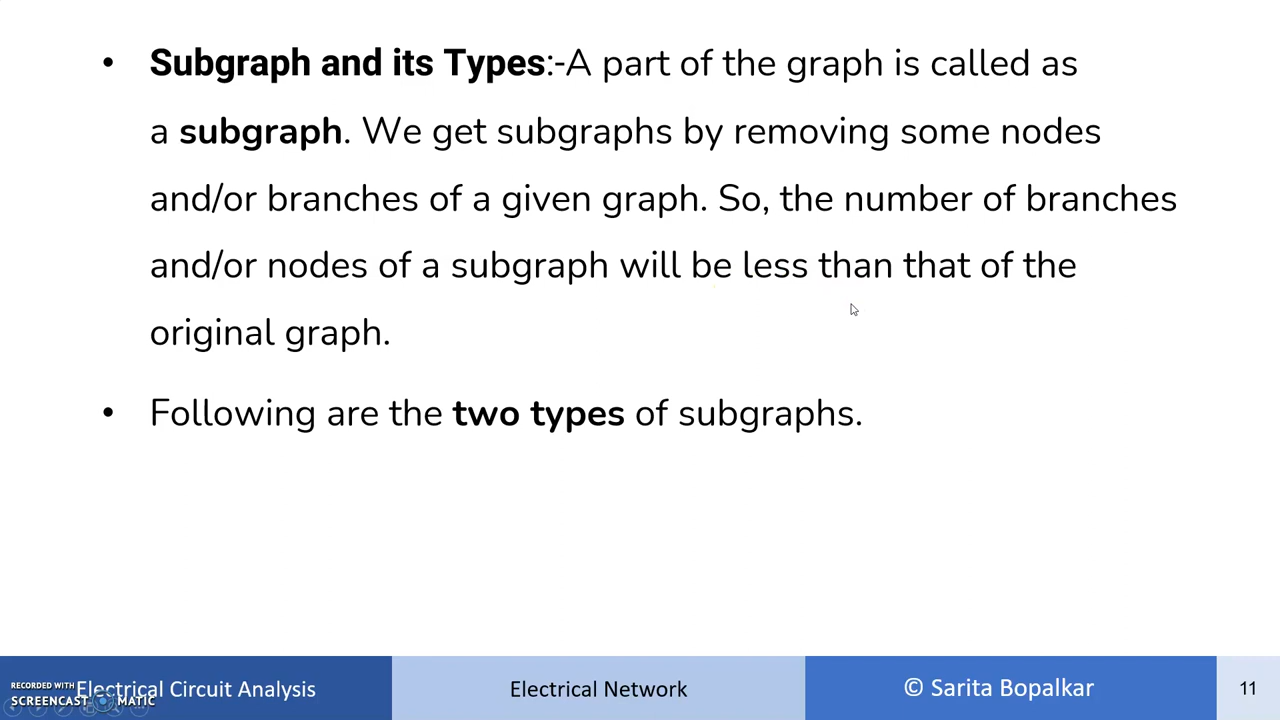 • Subgraph and its Types:-A part of the graph is called as
a subgraph. We get subgraphs by removing some nodes
and/or branches of a given graph. So, the number of branches
and/or nodes of a subgraph will be less than that of the
original graph.
• Following are the two types of subgraphs.
RECORDED WITH
SCREENCAST MATIC
Electrical Circuit Analysis
Electrical Network
© Sarita Bopalkar
11